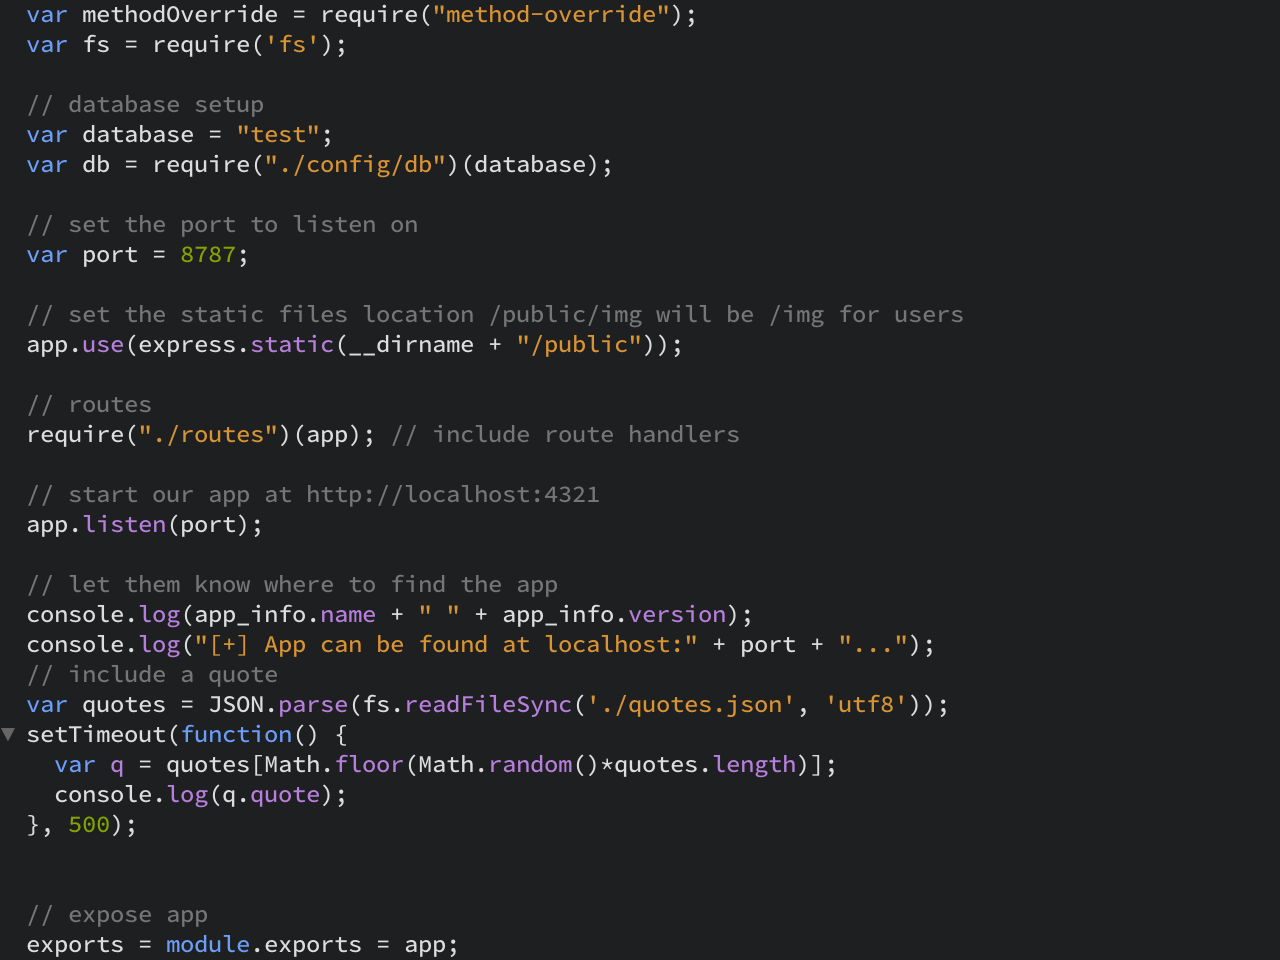 var methodOverride = require("method-override");
var fs = require('fs');
// database setup
var database = "test";
var db = require("./config/db")(database);
// set the port to listen on
var port = 8787;
// set the static files location /public/img will be /img for users
app.use(express.static(__dirname + "/public"));
// routes
require("./routes")(app); // include route handlers
// start our app at http://localhost:4321
app.listen(port);
// let them know where to find the app
console.log(app_info.name + " " + app_info.version);
console.log("[+] App can be found at localhost:" + port + "...");
// include a quote
var quotes = JSON.parse(fs.readFileSync('./quotes.json', 'utf8'));
setTimeout(function() {
  var q = quotes[Math.floor(Math.random()*quotes.length)];
  console.log(q.quote);
}, 500);
// expose app
exports = module.exports = app;